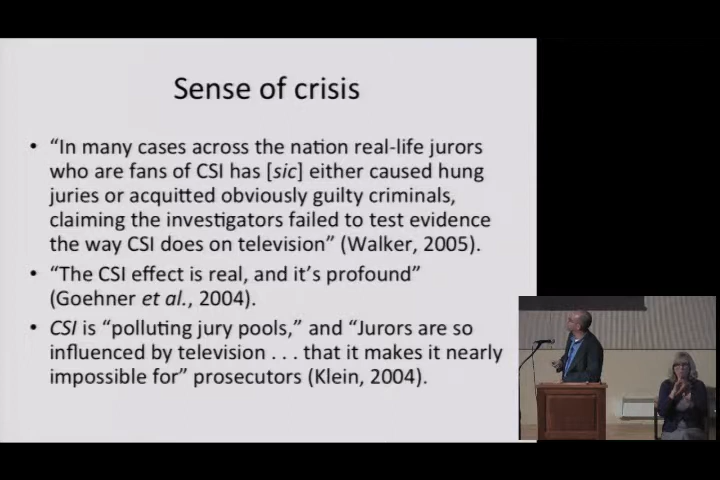 Sense of crisis
• “In many cases across the nation real-life jurors
who are fans of CSI has [sic] either caused hung
juries or acquitted obviously guilty criminals,
claiming the investigators failed to test evidence
the way CSI does on television” (Walker, 2005).
• “The CSI effect is real, and it’s profound”
(Goehner et al., 2004).
• CSI is “polluting jury pools,” and “Jurors are so
influenced by television . . . that it makes it nearly
impossible for” prosecutors (Klein, 2004).